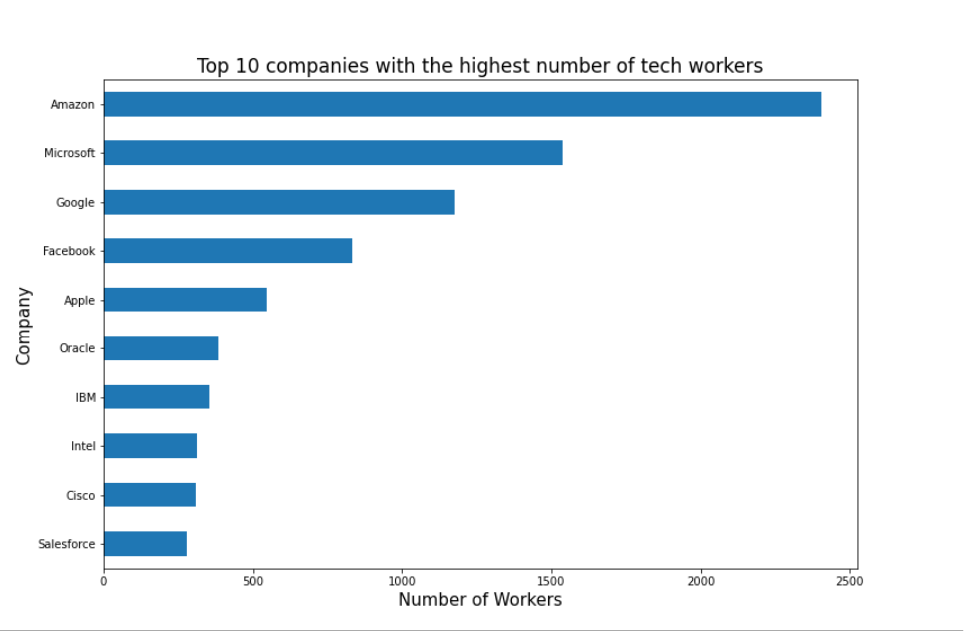 Top 10 companies with the highest number of tech workers
Amazon
Microsoft
Google
Facebook
Apple
Oracle
IBM
Intel
Cisco
Salesforce
Company
0 500 1000 1500 2000 2500
Number of Workers